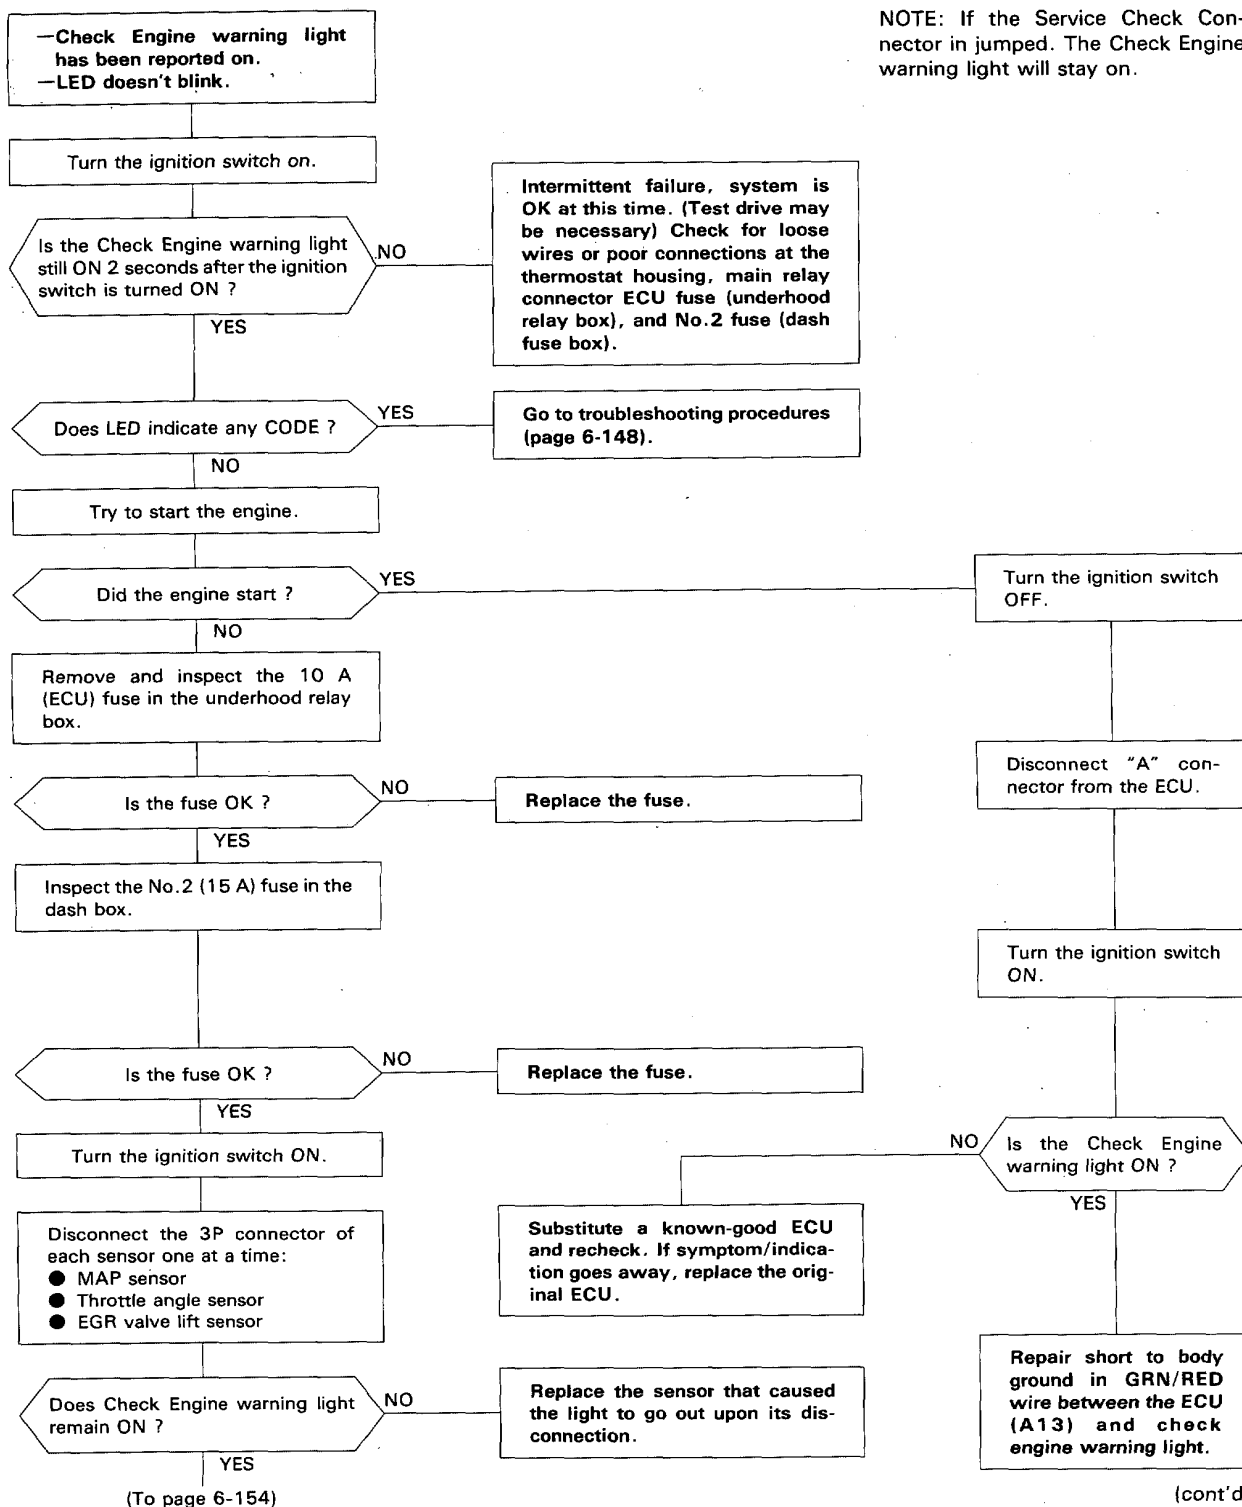 —Check Engine warning light
has been reported on.
—LED doesn't blink.
NOTE: If the Service Check Con-
nector in jumped. The Check Engine
warning light will stay on.
Turn the ignition switch on.
Is the Check Engine warning light
still ON 2 seconds after the ignition
switch is turned ON ?
NO
Intermittent failure, system is
OK at this time. (Test drive may
be necessary) Check for loose
wires or poor connections at the
thermostat housing, main relay
connector ECU fuse (underhood
relay box), and No.2 fuse (dash
fuse box).
YES
Does LED indicate any CODE ?
YES
Go to troubleshooting procedures
(page 6-148).
NO
Try to start the engine.
Did the engine start ?
YES
Turn the ignition switch
OFF.
NO
Remove and inspect the 10 A
(ECU) fuse in the underhood relay
box.
Disconnect "A" con-
nector from the ECU.
Is the fuse OK ?
NO
Replace the fuse.
YES
Inspect the No.2 (15 A) fuse in the
dash box.
Turn the ignition switch
ON.
Is the fuse OK ?
NO
Replace the fuse.
YES
Turn the ignition switch ON.
NO
Is the Check Engine
warning light ON ?
YES
Disconnect the 3P connector of
each sensor one at a time:
● MAP sensor
● Throttle angle sensor
● EGR valve lift sensor
Substitute a known-good ECU
and recheck. If symptom/indica-
tion goes away, replace the orig-
inal ECU.
Repair short to body
ground in GRN/RED
wire between the ECU
(A13) and check
engine warning light.
Does Check Engine warning light
remain ON ?
NO
Replace the sensor that caused
the light to go out upon its dis-
connection.
YES
(To page 6-154)
(cont'd